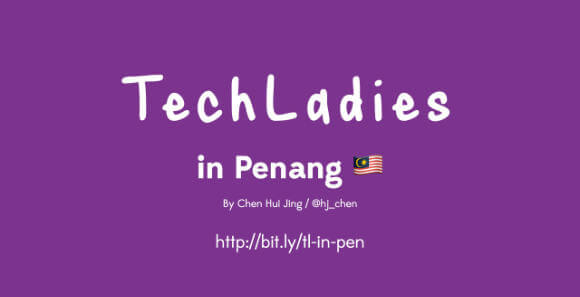 TechLadies
in Penang 🇲🇾
By Chen Hui Jing / @hj_chen
http://bit.ly/tl-in-pen